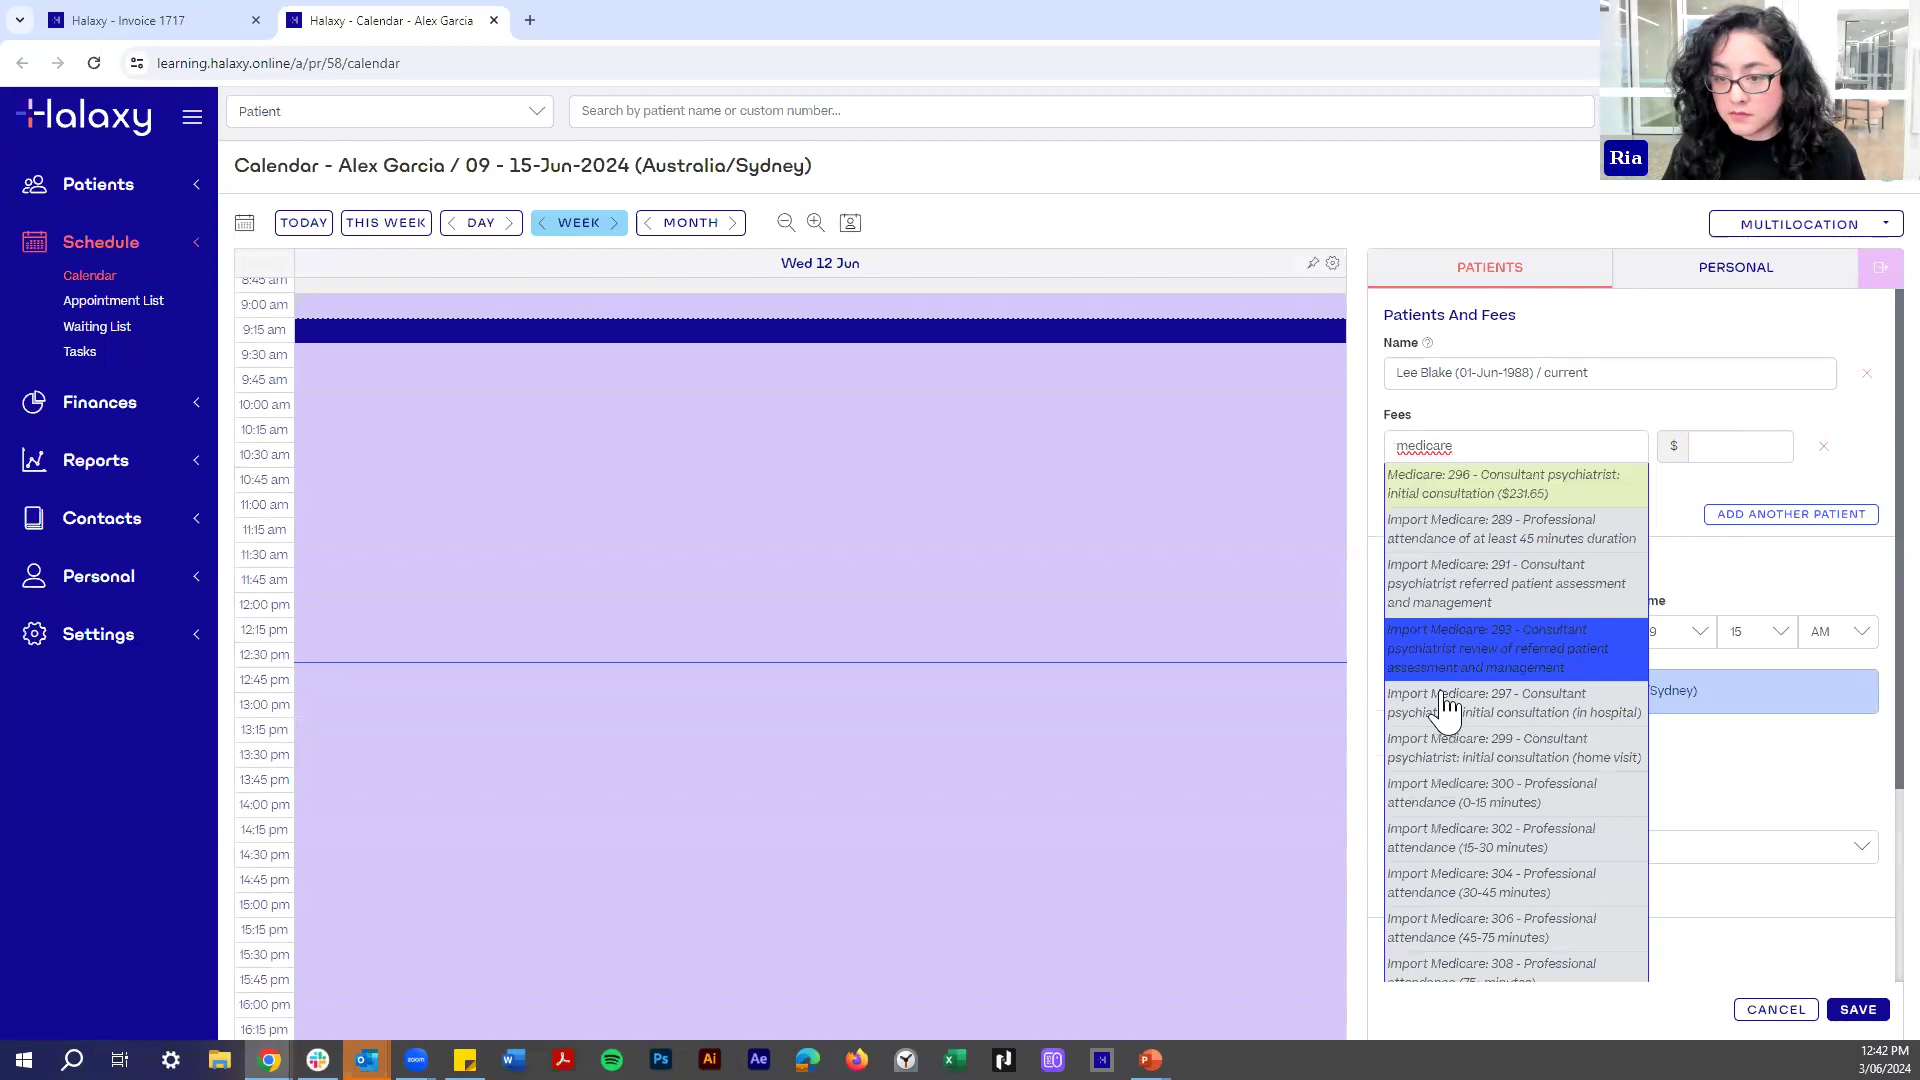 Halaxy - Invoice 1717
Halaxy - Calendar - Alex Garcia
learning.halaxy.online/a/pr/58/calendar
Halaxy
Patient
Search by patient name or custom number...
Ria
Calendar - Alex Garcia / 09 - 15-Jun-2024 (Australia/Sydney)
Patients
Schedule
Calendar
Appointment List
Waiting List
Tasks
Finances
Reports
Contacts
Personal
Settings
TODAY
THIS WEEK
DAY
WEEK
MONTH
MULTILOCATION
Wed 12 Jun
8:45 am
9:00 am
9:15 am
9:30 am
9:45 am
10:00 am
10:15 am
10:30 am
10:45 am
11:00 am
11:15 am
11:30 am
11:45 am
12:00 pm
12:15 pm
12:30 pm
12:45 pm
13:00 pm
13:15 pm
13:30 pm
13:45 pm
14:00 pm
14:15 pm
14:30 pm
14:45 pm
15:00 pm
15:15 pm
15:30 pm
15:45 pm
16:00 pm
16:15 pm
PATIENTS
PERSONAL
Patients And Fees
Name
Lee Blake (01-Jun-1988) / current
Fees
medicare
$
Medicare: 296 - Consultant psychiatrist:
initial consultation ($231.65)
Import Medicare: 289 - Professional
attendance of at least 45 minutes duration
Import Medicare: 291 - Consultant
psychiatrist referred patient assessment
and management
Import Medicare: 293 - Consultant
psychiatrist review of referred patient
assessment and management
Import Medicare: 297 - Consultant
initial consultation (in hospital)
Import Medicare: 299 - Consultant
psychiatrist: initial consultation (home visit)
Import Medicare: 300 - Professional
attendance (0-15 minutes)
Import Medicare: 302 - Professional
attendance (15-30 minutes)
Import Medicare: 304 - Professional
attendance (30-45 minutes)
Import Medicare: 306 - Professional
attendance (45-75 minutes)
Import Medicare: 308 - Professional
ADD ANOTHER PATIENT
me
9
15
AM
Sydney)
CANCEL
SAVE
12:42 PM
3/06/2024